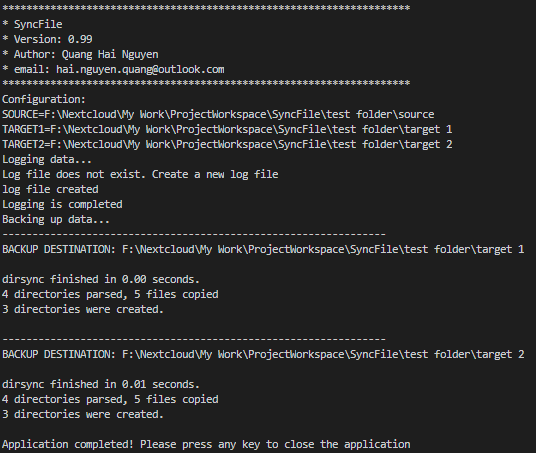 **********************************************************************
* SyncFile
* Version: 0.99
* Author: Quang Hai Nguyen
* email: hai.nguyen.quang@outlook.com
**********************************************************************
Configuration:
SOURCE=F:\Nextcloud\My Work\ProjectWorkspace\SyncFile\test folder\source
TARGET1=F:\Nextcloud\My Work\ProjectWorkspace\SyncFile\test folder\target 1
TARGET2=F:\Nextcloud\My Work\ProjectWorkspace\SyncFile\test folder\target 2
Logging data...
Log file does not exist. Create a new log file
log file created
Logging is completed
Backing up data...
------------------------------------------------------------------
BACKUP DESTINATION: F:\Nextcloud\My Work\ProjectWorkspace\SyncFile\test folder\target 1

dirsync finished in 0.00 seconds.
4 directories parsed, 5 files copied
3 directories were created.

------------------------------------------------------------------
BACKUP DESTINATION: F:\Nextcloud\My Work\ProjectWorkspace\SyncFile\test folder\target 2

dirsync finished in 0.01 seconds.
4 directories parsed, 5 files copied
3 directories were created.

Application completed! Please press any key to close the application